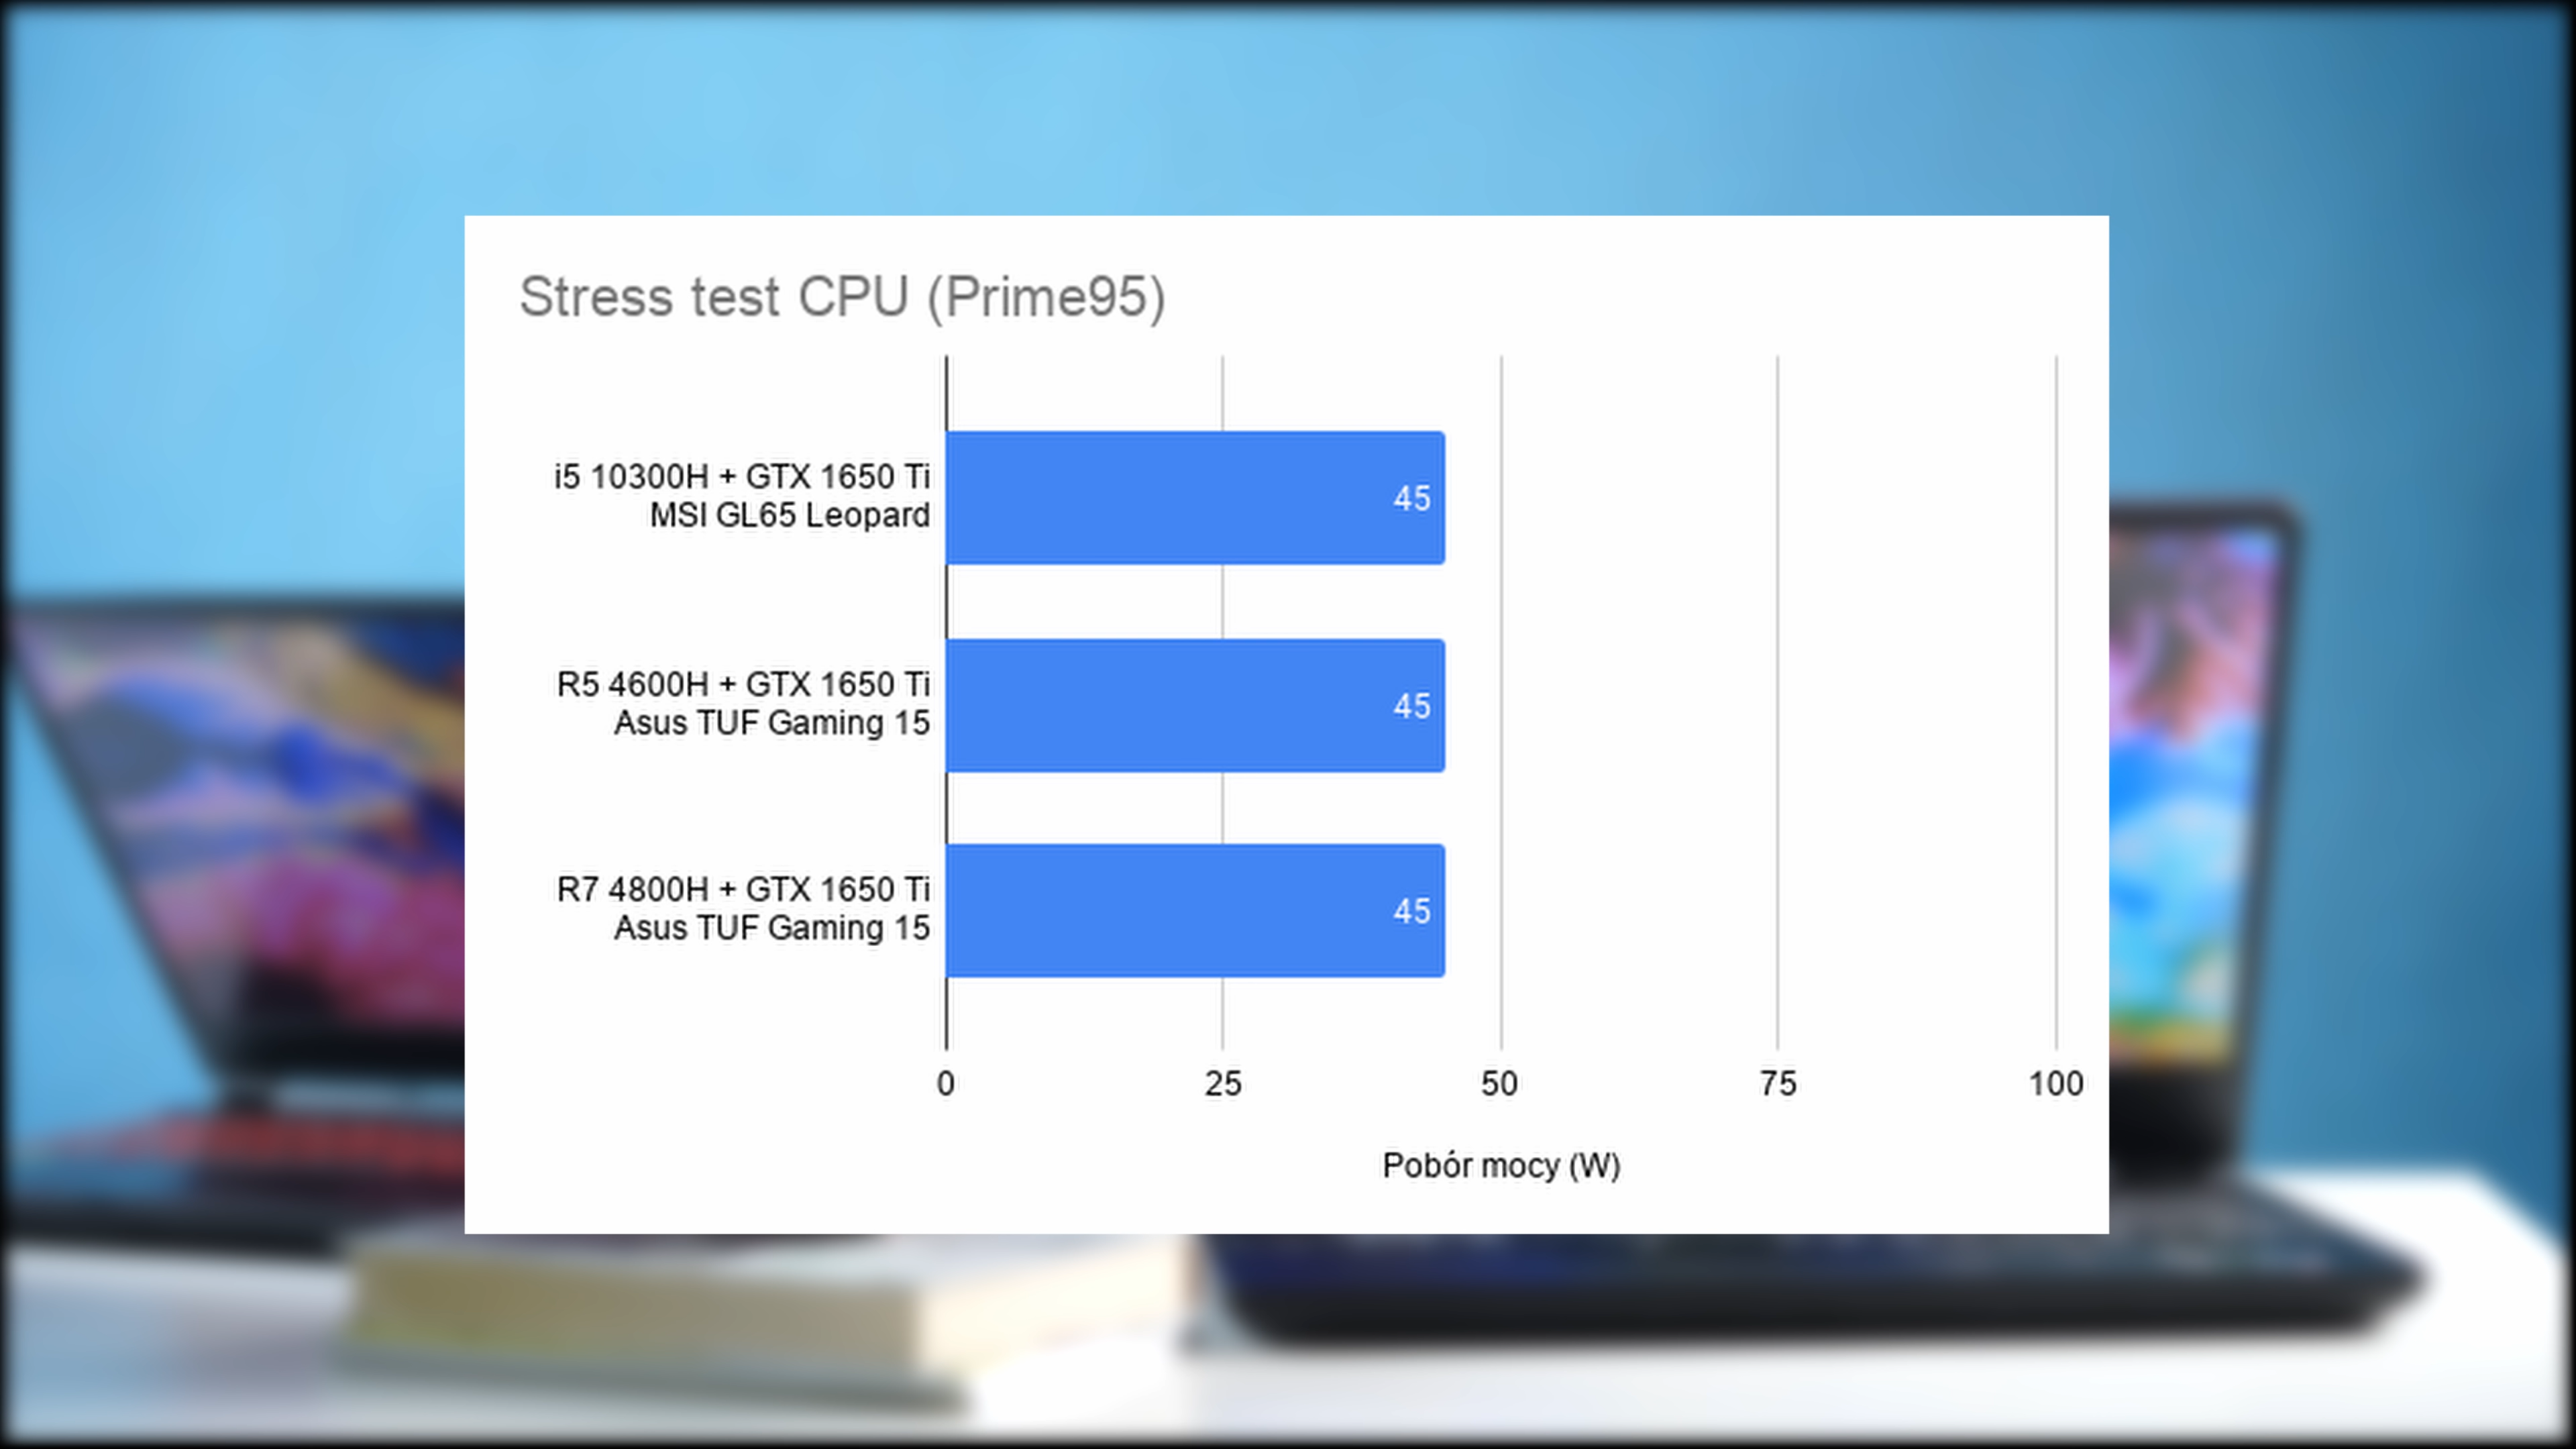 Stress test CPU (Prime95)
i5 10300H + GTX 1650 Ti
MSI GL65 Leopard
45
R5 4600H + GTX 1650 Ti
Asus TUF Gaming 15
45
R7 4800H + GTX 1650 Ti
Asus TUF Gaming 15
45
0 25 50 75 100
Pobór mocy (W)